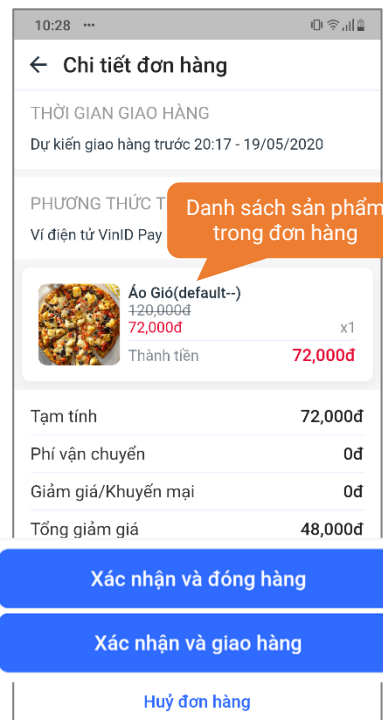 10:28 ···
Chi tiết đơn hàng
THỜI GIAN GIAO HÀNG
Dự kiến giao hàng trước 20:17 - 19/05/2020
PHƯƠNG THỨC T
Ví điện tử VinID Pay
Danh sách sản phẩm
trong đơn hàng
Áo Gió(default--)
120,000đ
72,000đ x1
Thành tiền 72,000đ
Tạm tính 72,000đ
Phí vận chuyển 0đ
Giảm giá/Khuyến mại 0đ
Tổng giảm giá 48,000đ
Xác nhận và đóng hàng
Xác nhận và giao hàng
Huỷ đơn hàng